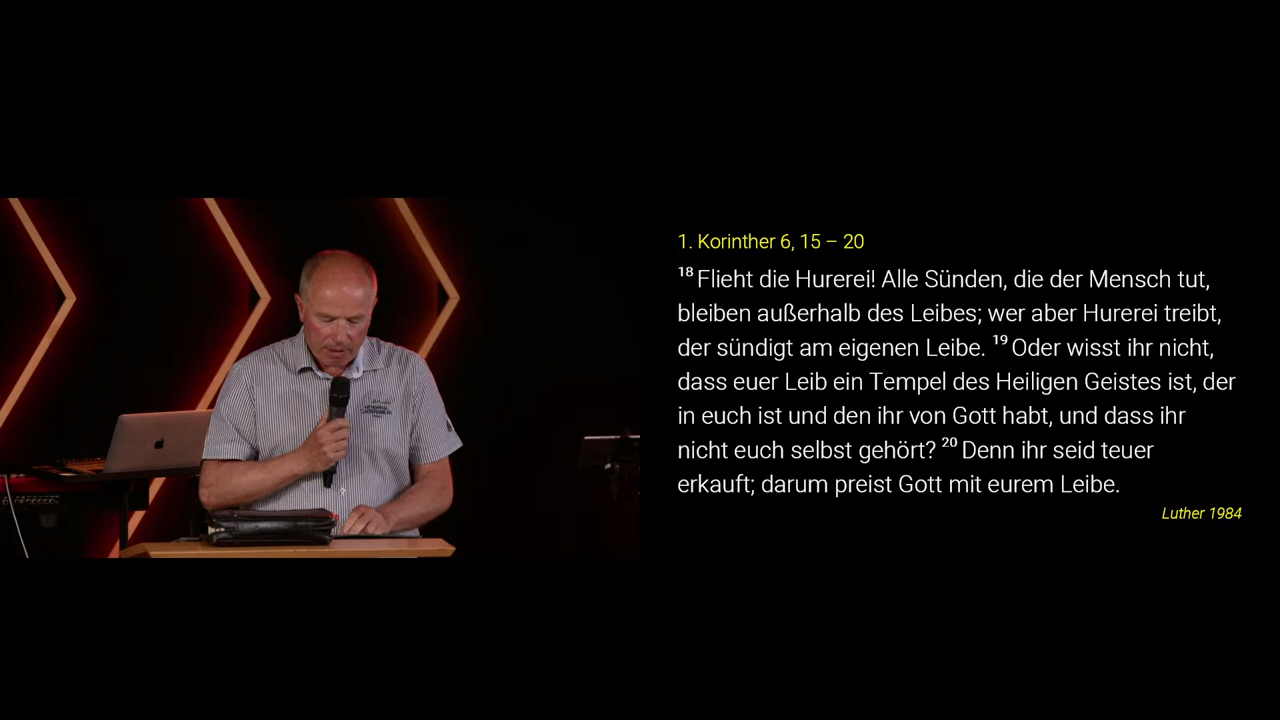 1. Korinther 6, 15 – 20
18 Flieht die Hurerei! Alle Sünden, die der Mensch tut,
bleiben außerhalb des Leibes; wer aber Hurerei treibt,
der sündigt am eigenen Leibe. 19 Oder wisst ihr nicht,
dass euer Leib ein Tempel des Heiligen Geistes ist, der
in euch ist und den ihr von Gott habt, und dass ihr
nicht euch selbst gehört? 20 Denn ihr seid teuer
erkauft; darum preist Gott mit eurem Leibe.
Luther 1984